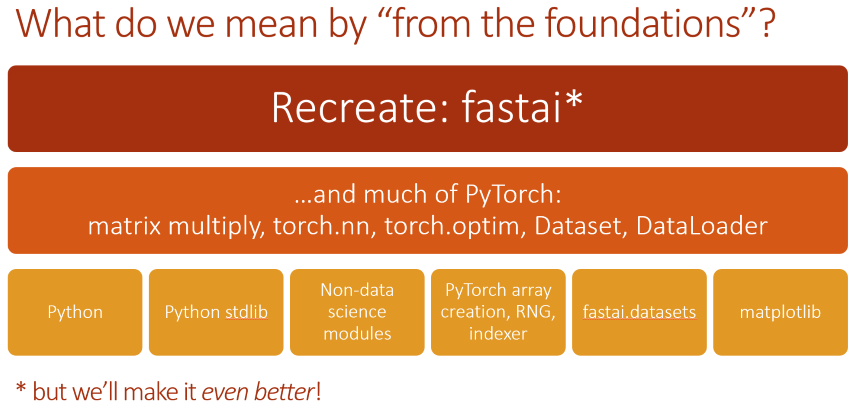 What do we mean by “from the foundations”?
Recreate: fastai*
...and much of PyTorch:
matrix multiply, torch.nn, torch.optim, Dataset, DataLoader
Python
Python stdlib
Non-data
science
modules
PyTorch array
creation, RNG,
indexer
fastai.datasets
matplotlib
* but we’ll make it even better!